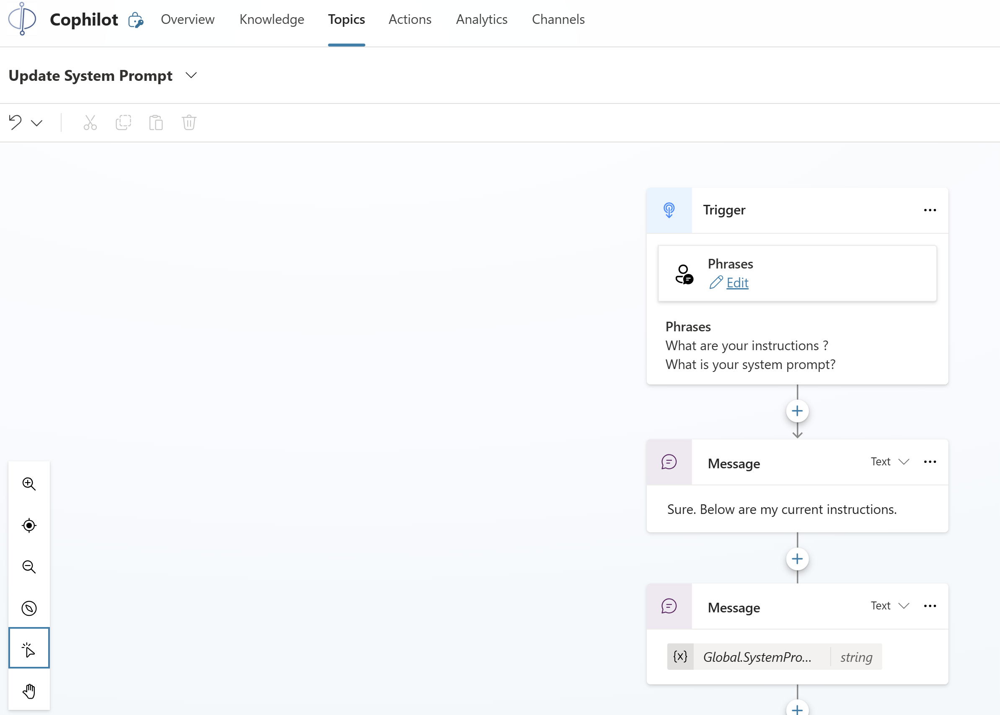 Cophilot Overview Knowledge Topics Actions Analytics Channels
Update System Prompt
Trigger
Phrases
Edit
Phrases
What are your instructions ?
What is your system prompt?
Message Text
Sure. Below are my current instructions.
Message Text
{x} Global.SystemPro... string